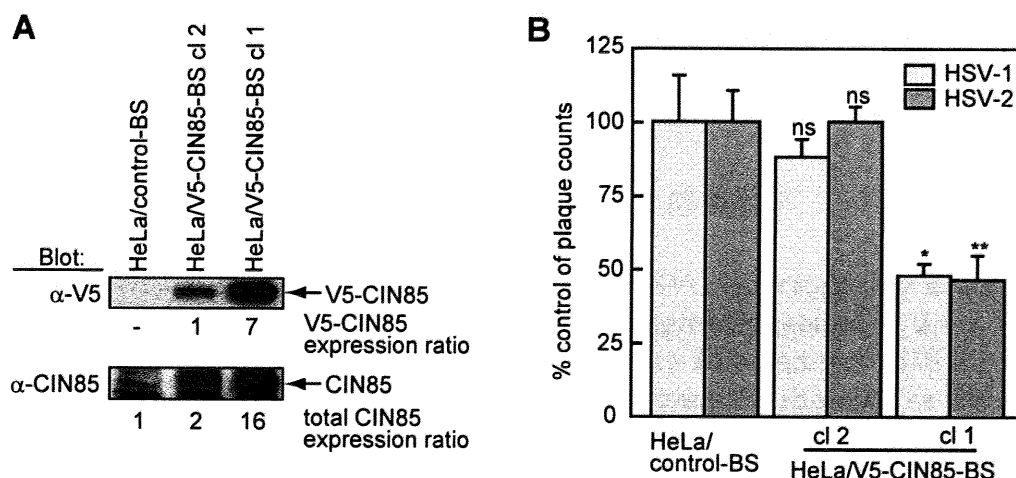 A
HeLa/control-BS
HeLa/V5-CIN85-BS cl 2
HeLa/V5-CIN85-BS cl 1
Blot:
α-V5
V5-CIN85
- 1 7 V5-CIN85
expression ratio
α-CIN85
CIN85
1 2 16 total CIN85
expression ratio
B
% control of plaque counts
125
100
75
50
25
0
HSV-1
HSV-2
ns
ns
*
**
HeLa/
control-BS
cl 2
cl 1
HeLa/V5-CIN85-BS